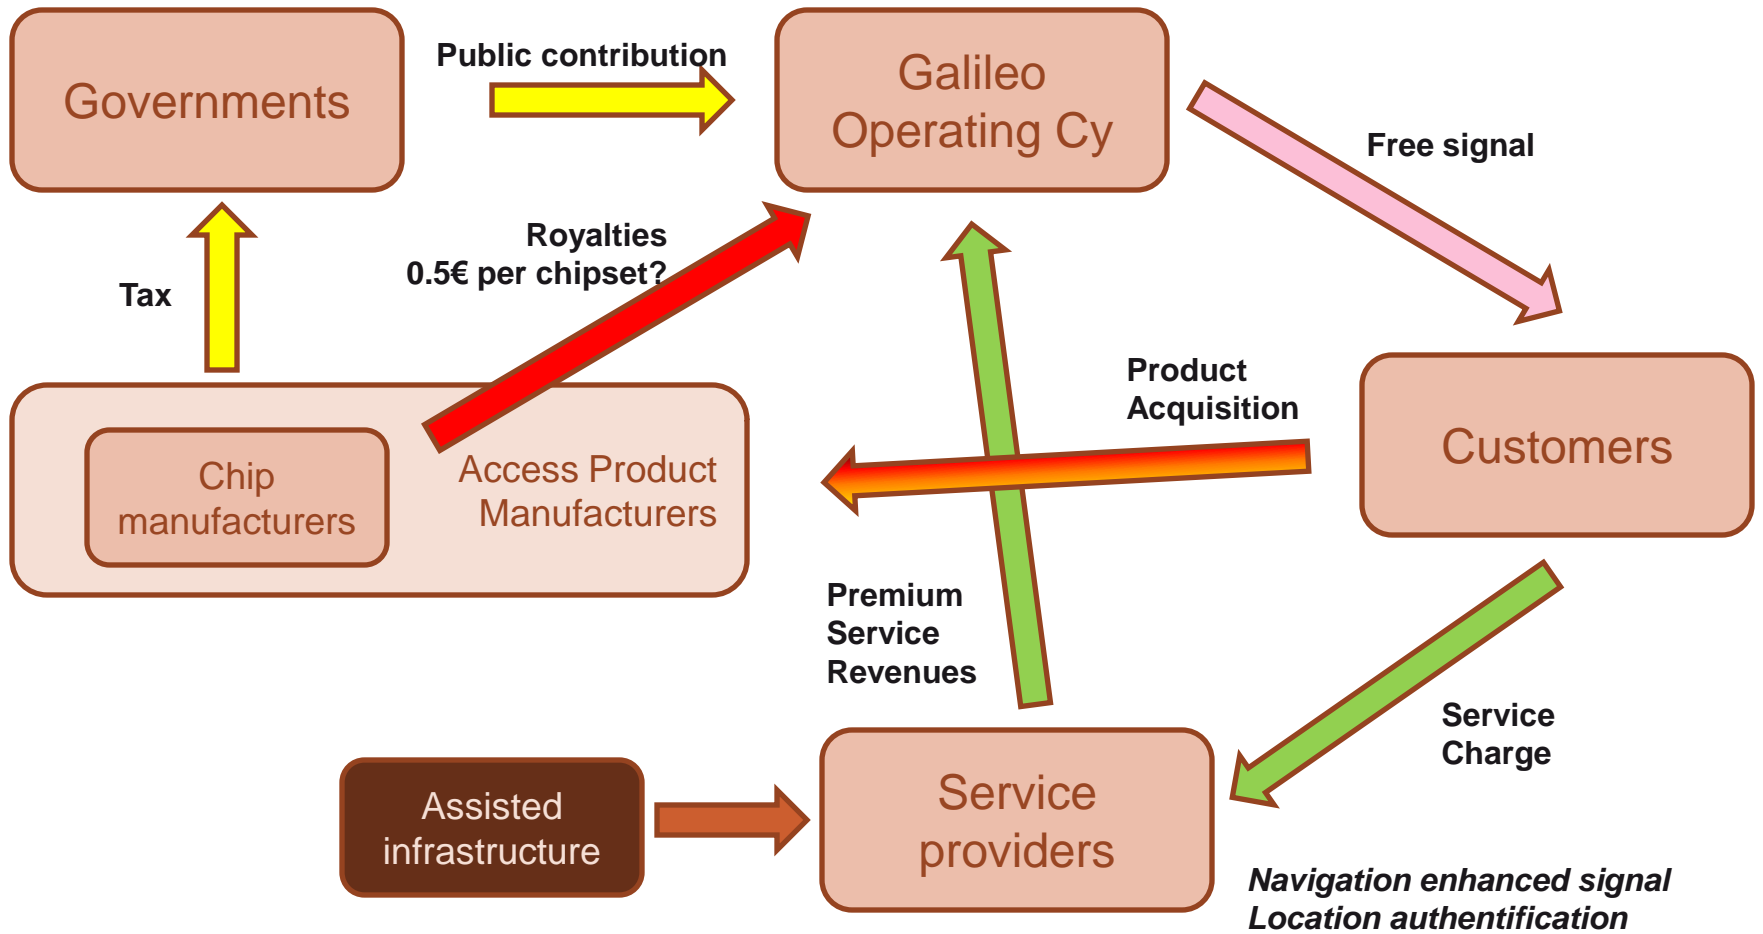 Governments
Public contribution
Galileo
Operating Cy
Free signal
Royalties
0.5€ per chipset?
Tax
Product
Acquisition
Customers
Chip
manufacturers
Access Product
Manufacturers
Premium
Service
Revenues
Service
Charge
Assisted
infrastructure
Service
providers
Navigation enhanced signal
Location authentification